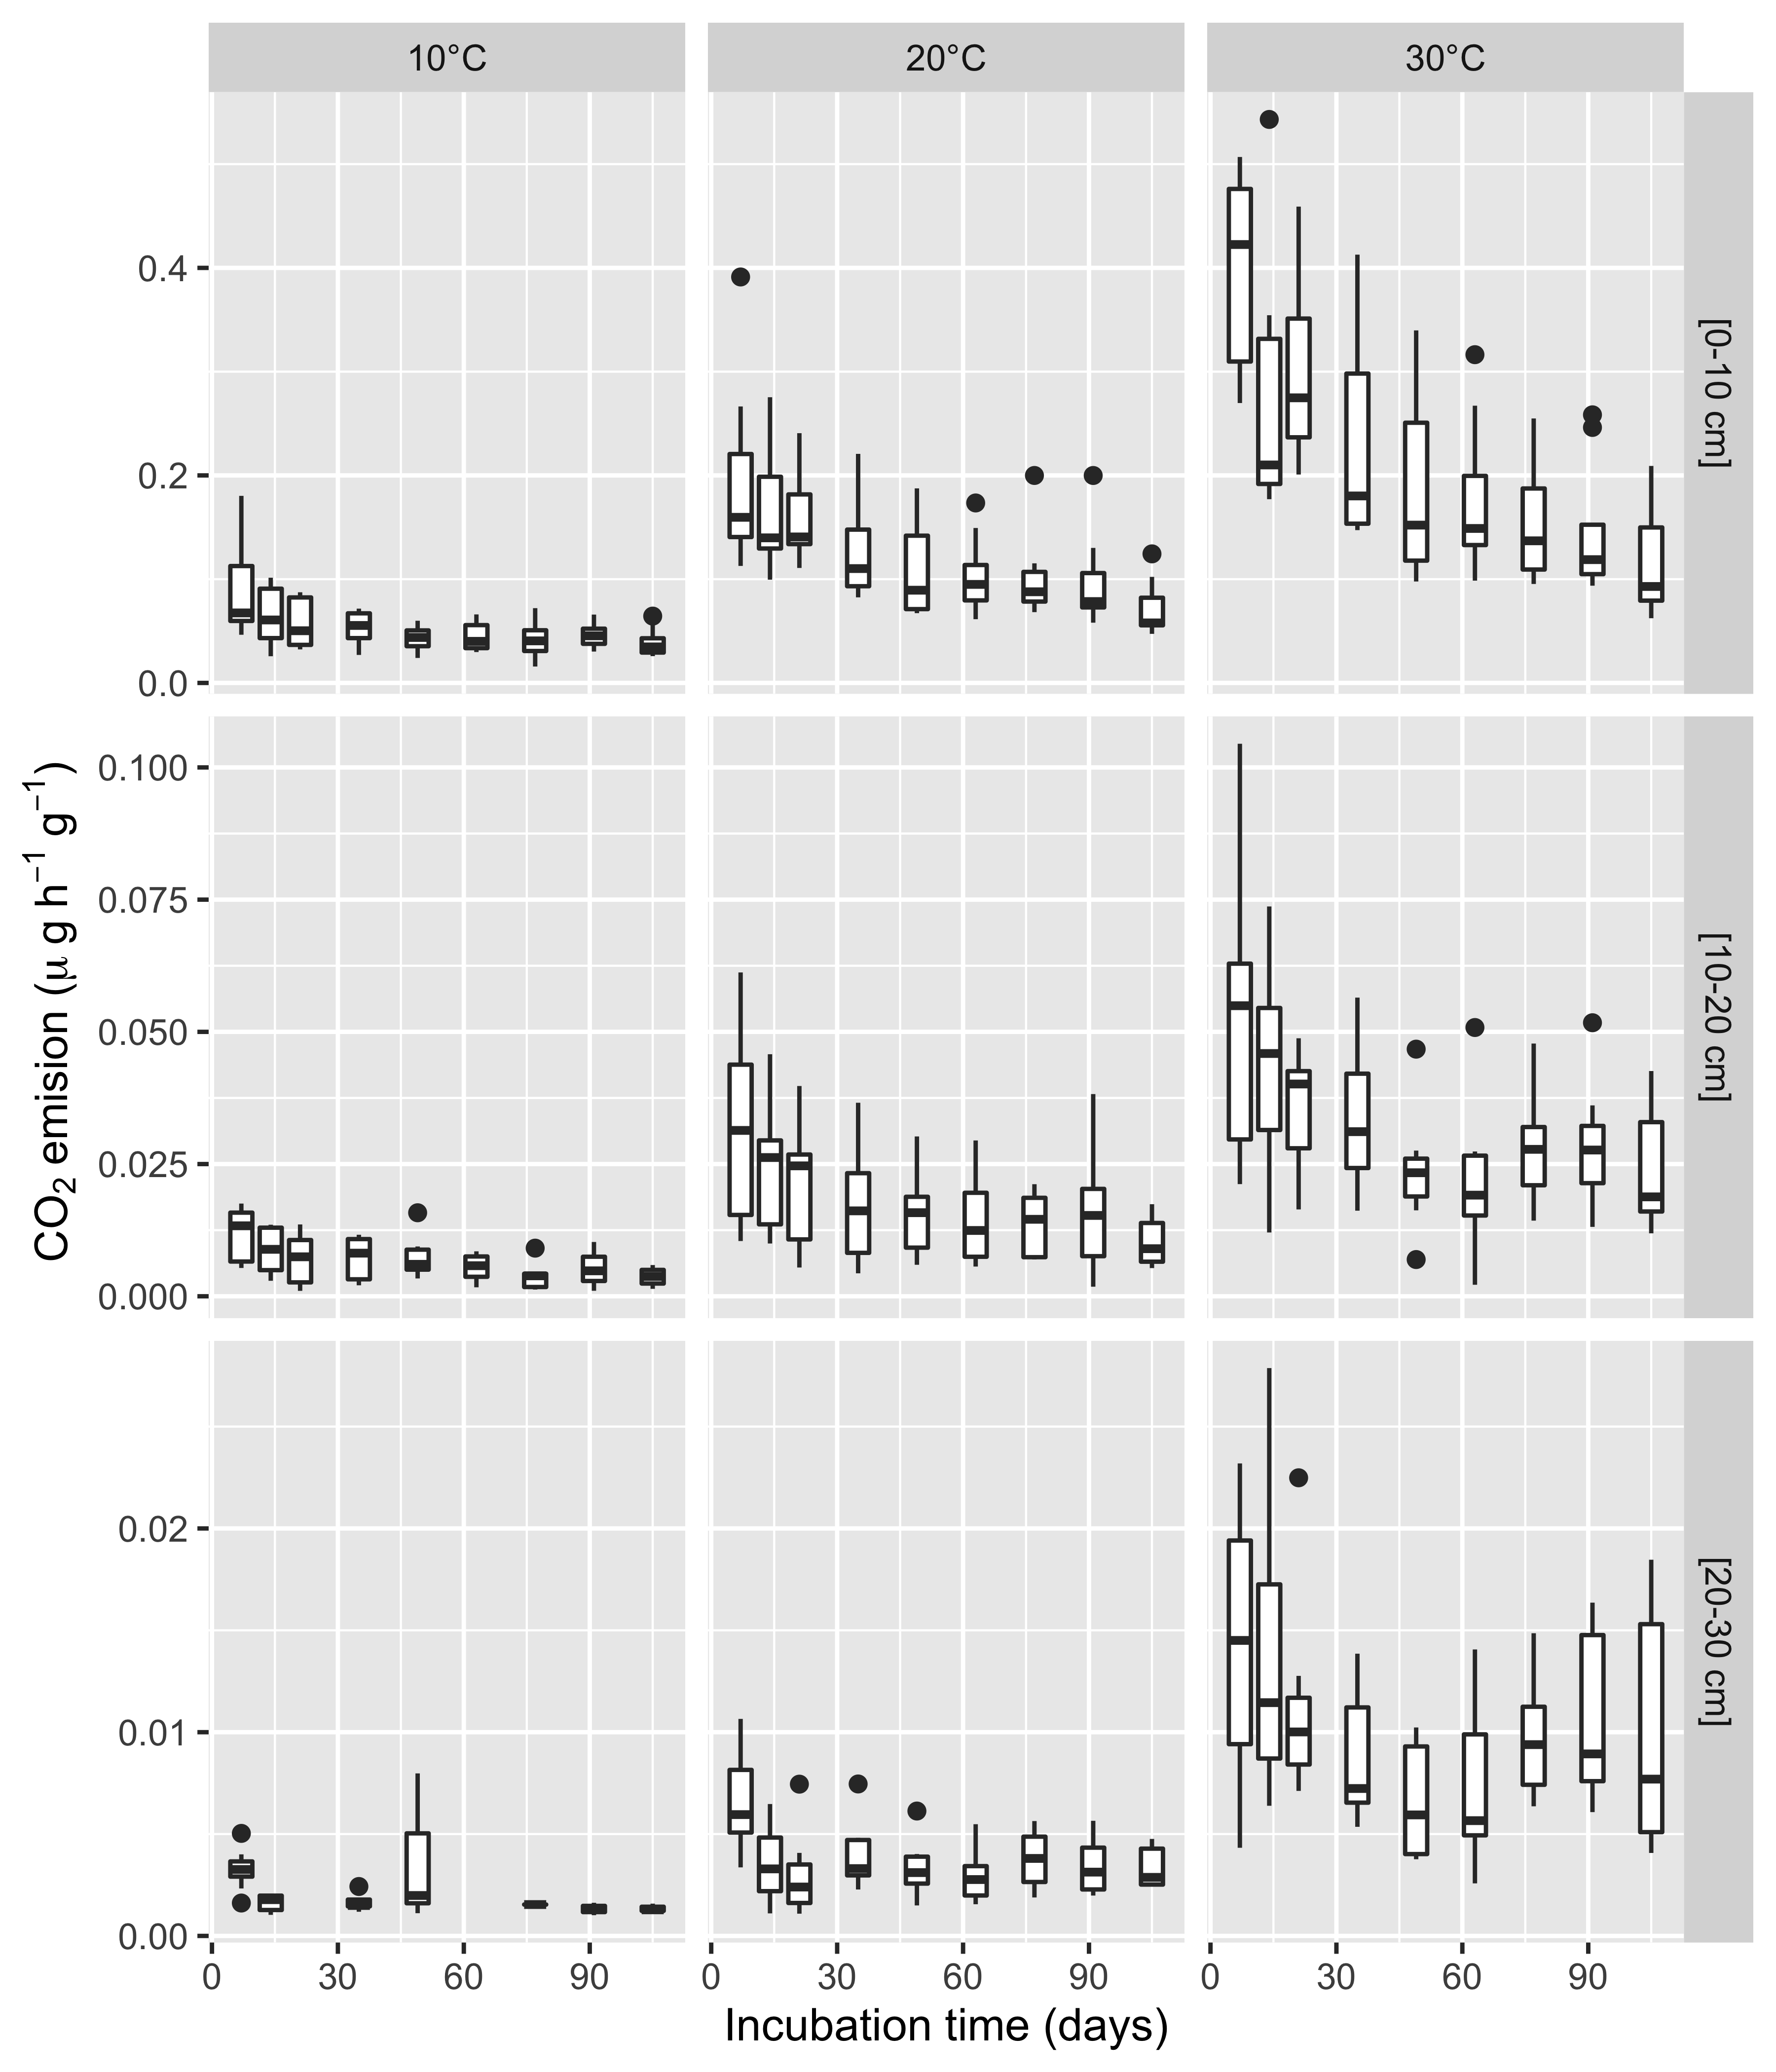 10°C 20°C 30°C
0.4
0.2
0.0
[0-10 cm]
0.100
0.075
0.050
0.025
0.000
[10-20 cm]
0.02
0.01
0.00
[20-30 cm]
CO₂ emision (μ g h⁻¹ g⁻¹)
0 30 60 90 0 30 60 90 0 30 60 90
Incubation time (days)